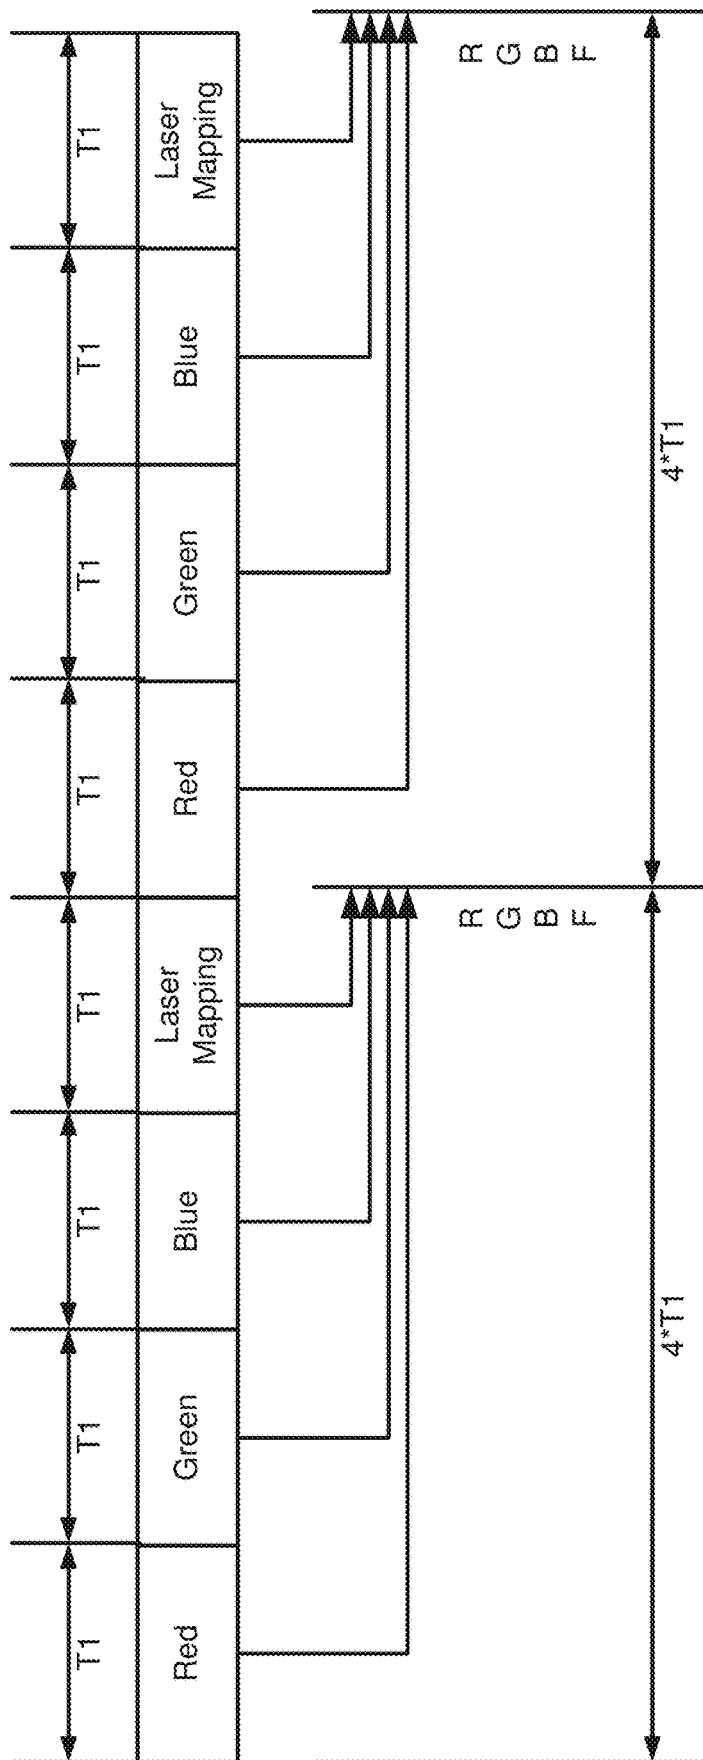 T1
T1
T1
T1
T1
T1
T1
T1
Red
Green
Blue
Laser
Mapping
Red
Green
Blue
Laser
Mapping
R
G
B
F
R
G
B
F
4*T1
4*T1